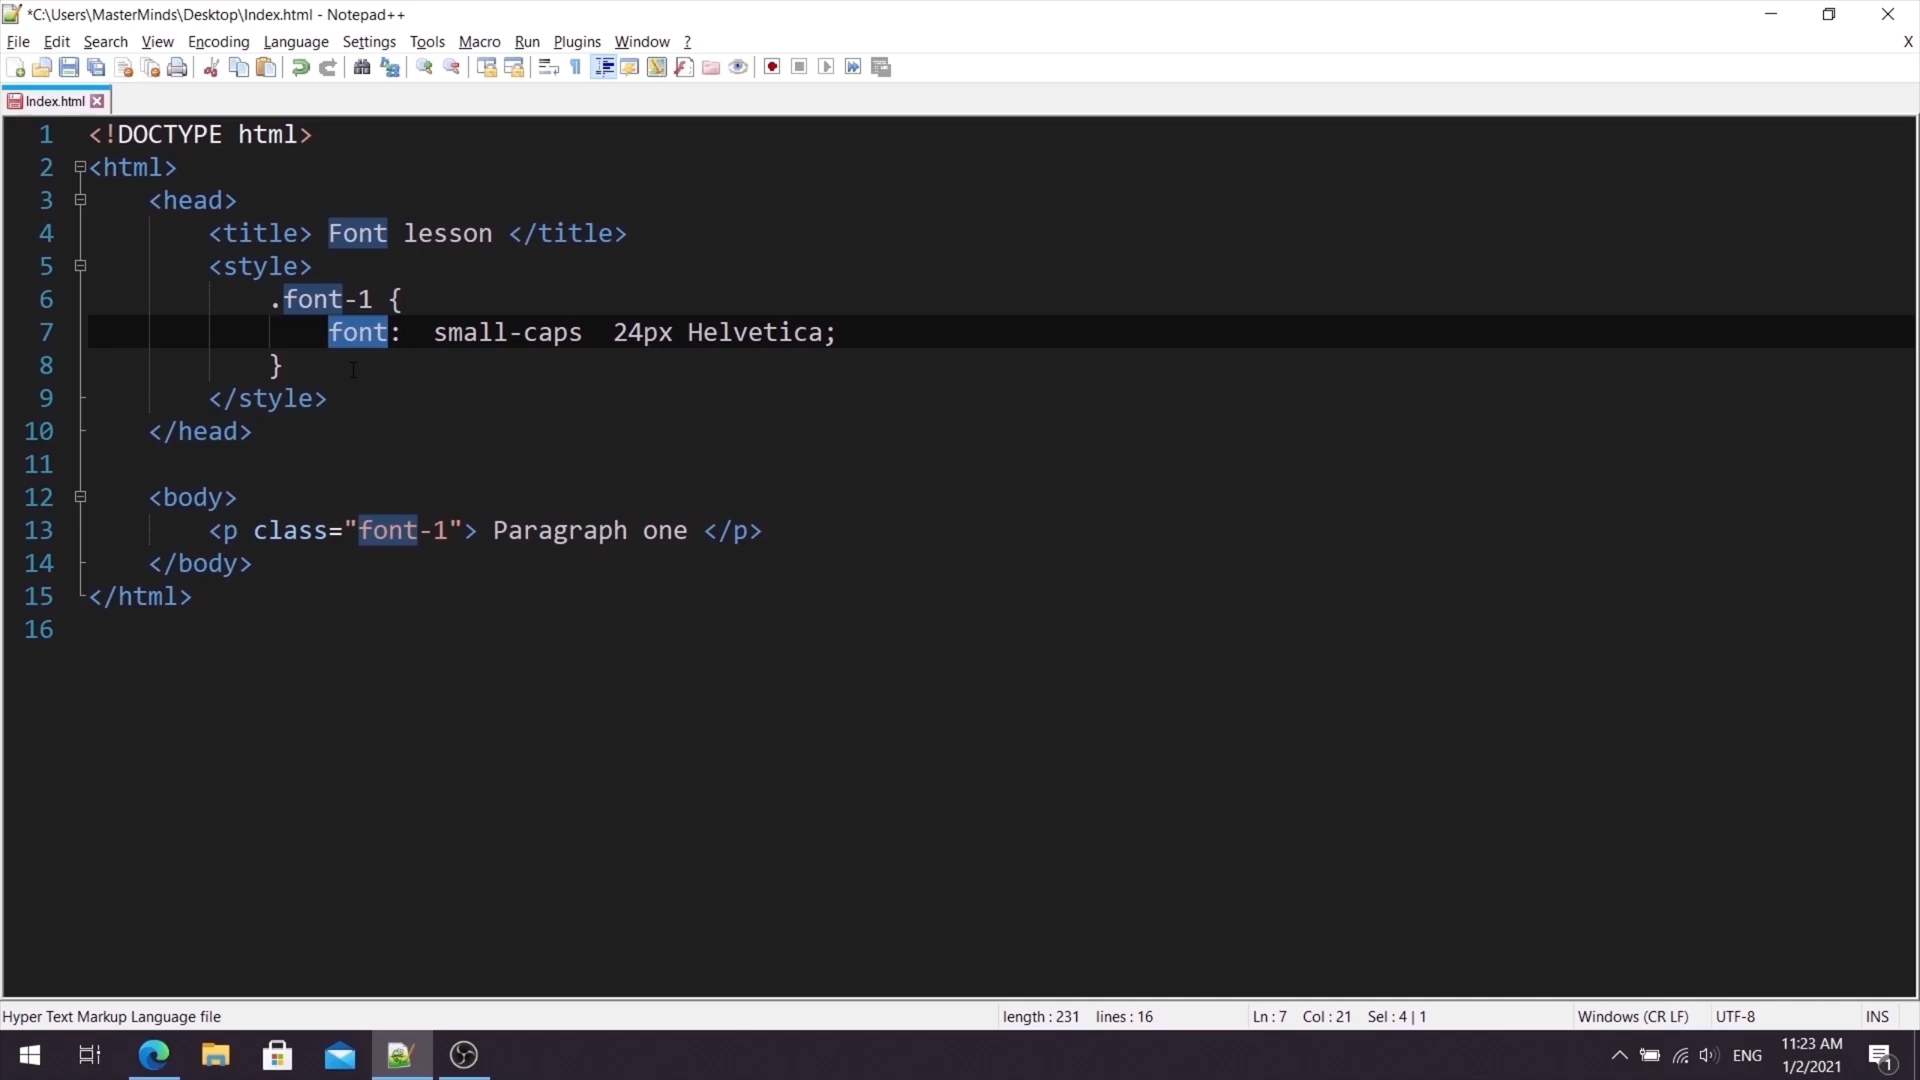 *C:\Users\MasterMinds\Desktop\Index.html - Notepad++
File Edit Search View Encoding Language Settings Tools Macro Run Plugins Window ? X
Index.html
1 <!DOCTYPE html>
2 <html>
3 <head>
4 <title> Font lesson </title>
5 <style>
6 .font-1 {
7 font:  small-caps  24px Helvetica;
8 }
9 </style>
10 </head>
11
12 <body>
13 <p class="font-1"> Paragraph one </p>
14 </body>
15 </html>
16
Hyper Text Markup Language file length : 231 lines : 16 Ln : 7 Col : 21 Sel : 4 | 1 Windows (CR LF) UTF-8 INS
ENG 11:23 AM 1
1/2/2021